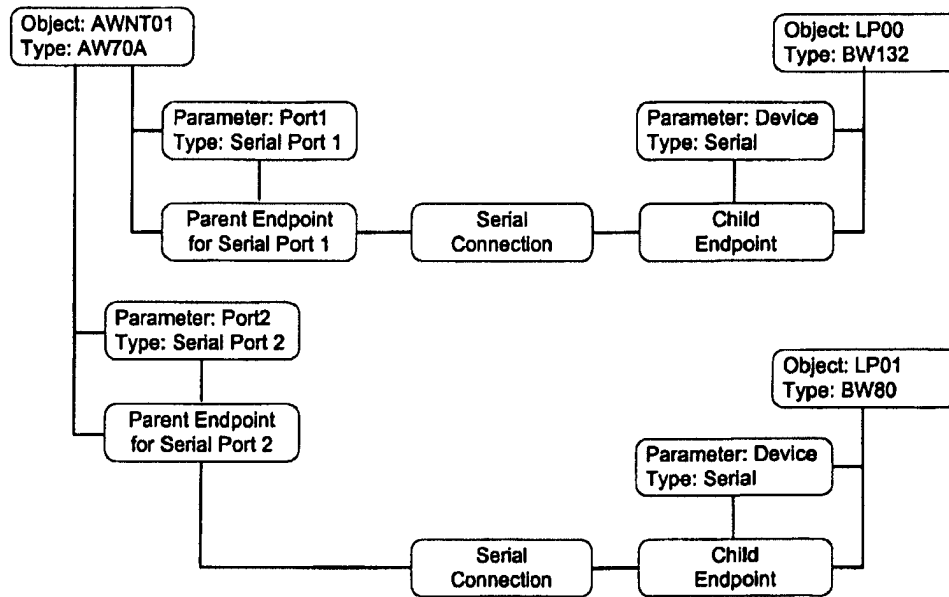 Object: AWNT01
Type: AW70A
Object: LP00
Type: BW132
Parameter: Port1
Type: Serial Port 1
Parameter: Device
Type: Serial
Parent Endpoint
for Serial Port 1
Serial
Connection
Child
Endpoint
Parameter: Port2
Type: Serial Port 2
Object: LP01
Type: BW80
Parent Endpoint
for Serial Port 2
Parameter: Device
Type: Serial
Serial
Connection
Child
Endpoint